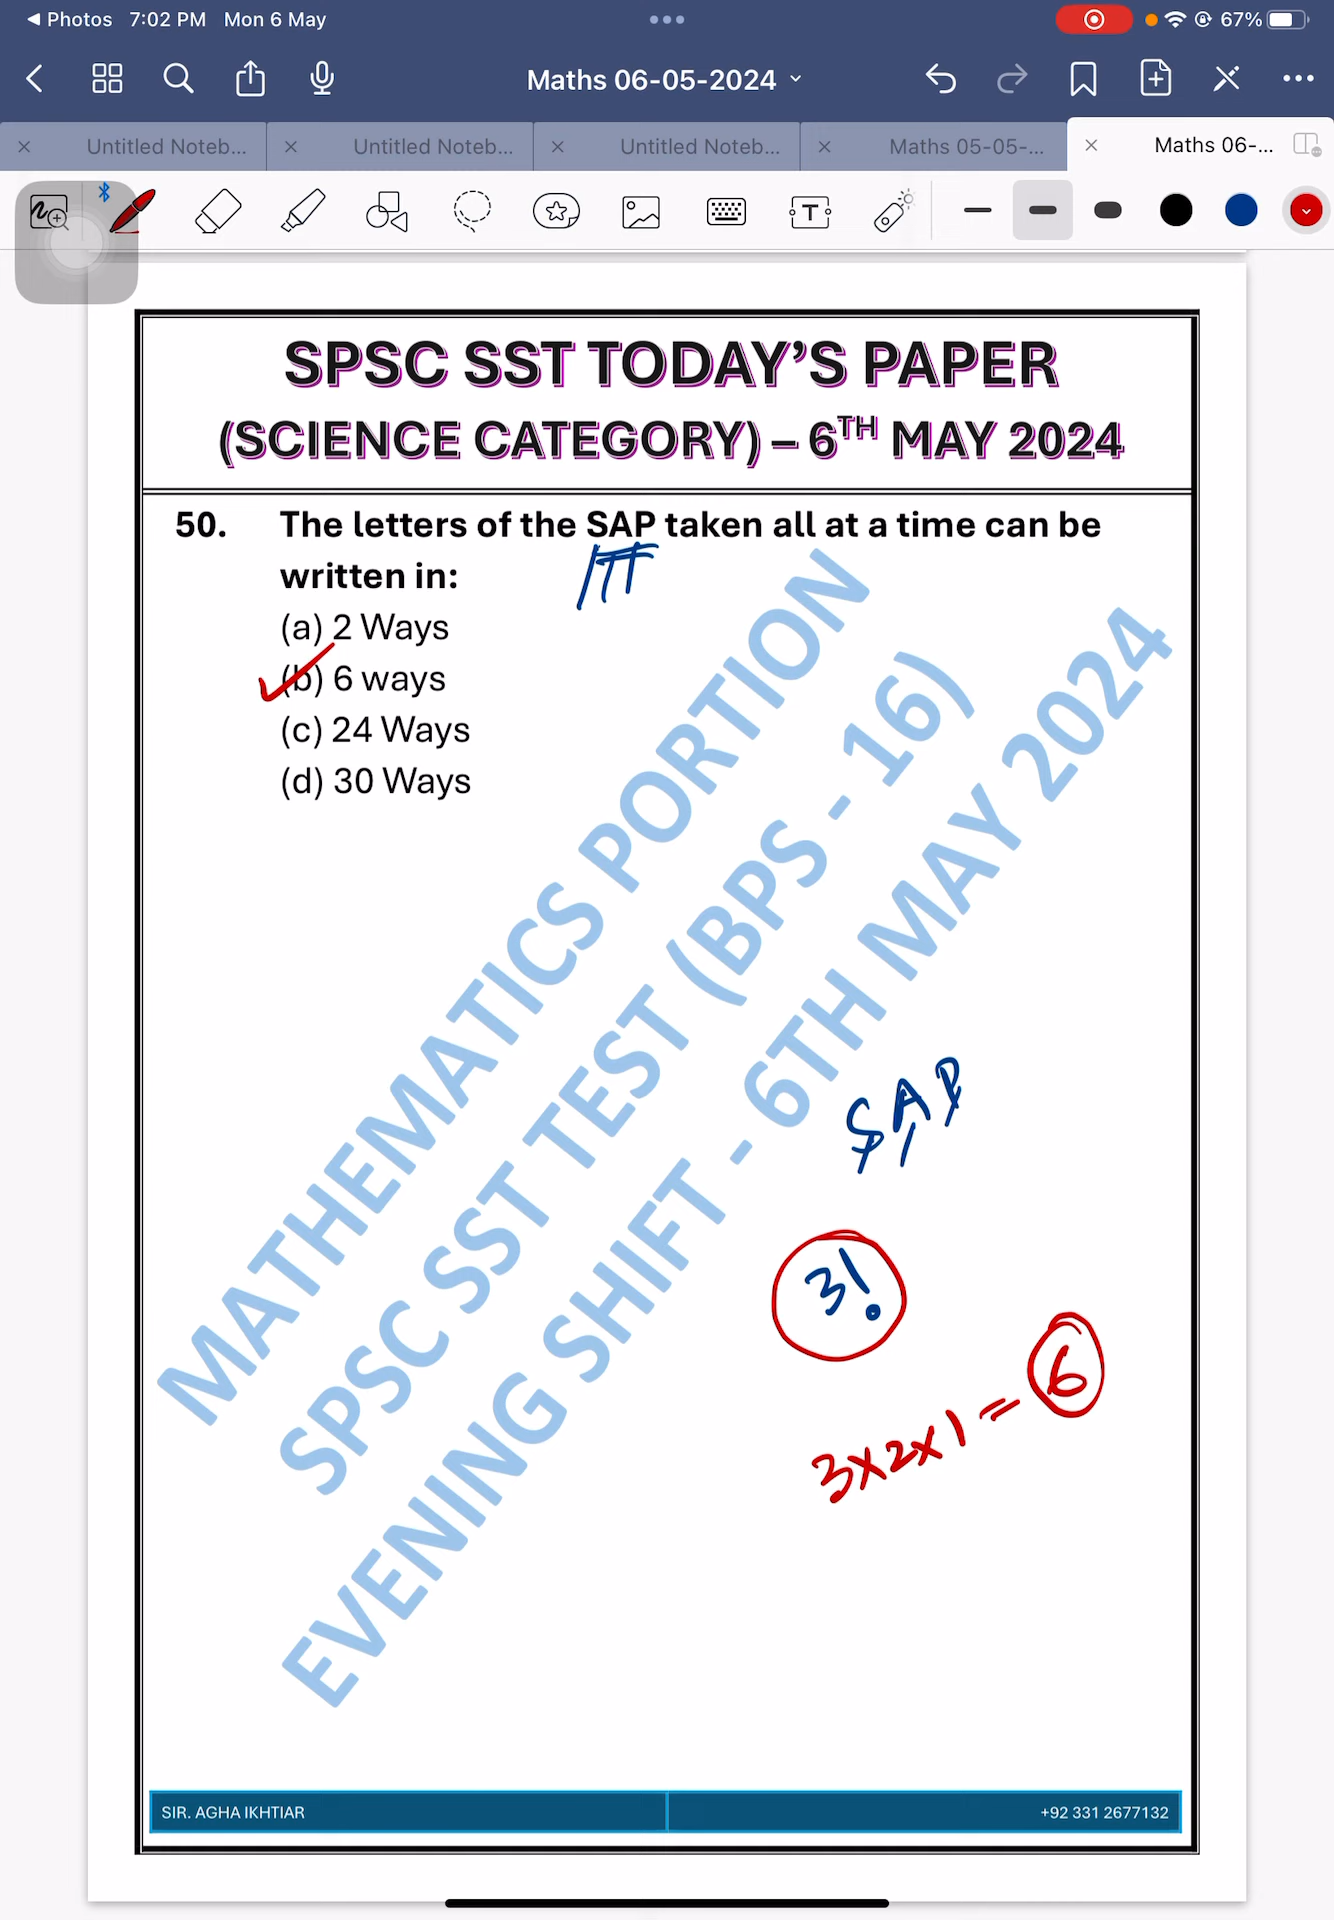 Photos 7:02 PM Mon 6 May
67%
Maths 06-05-2024
Untitled Noteb... Untitled Noteb... Untitled Noteb... Maths 05-05-... Maths 06-...
SPSC SST TODAY'S PAPER
(SCIENCE CATEGORY) – 6TH MAY 2024
50. The letters of the SAP taken all at a time can be
written in:
(a) 2 Ways
(b) 6 ways
(c) 24 Ways
(d) 30 Ways
MATHEMATICS PORTION
SPSC SST TEST (BPS - 16)
EVENING SHIFT - 6TH MAY 2024
SAP
3!
3x2x1 = 6
SIR. AGHA IKHTIAR +92 331 2677132